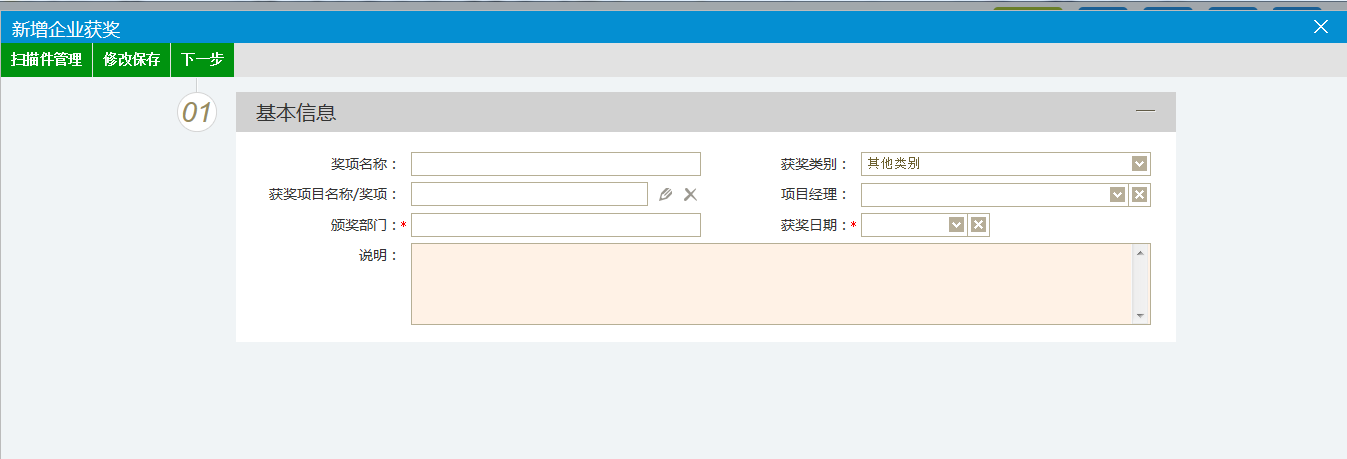 新增企业获奖
扫描件管理 修改保存 下一步
01 基本信息
奖项名称： 获奖类别： 其他类别
获奖项目名称/奖项： 项目经理：
颁奖部门：* 获奖日期：*
说明：